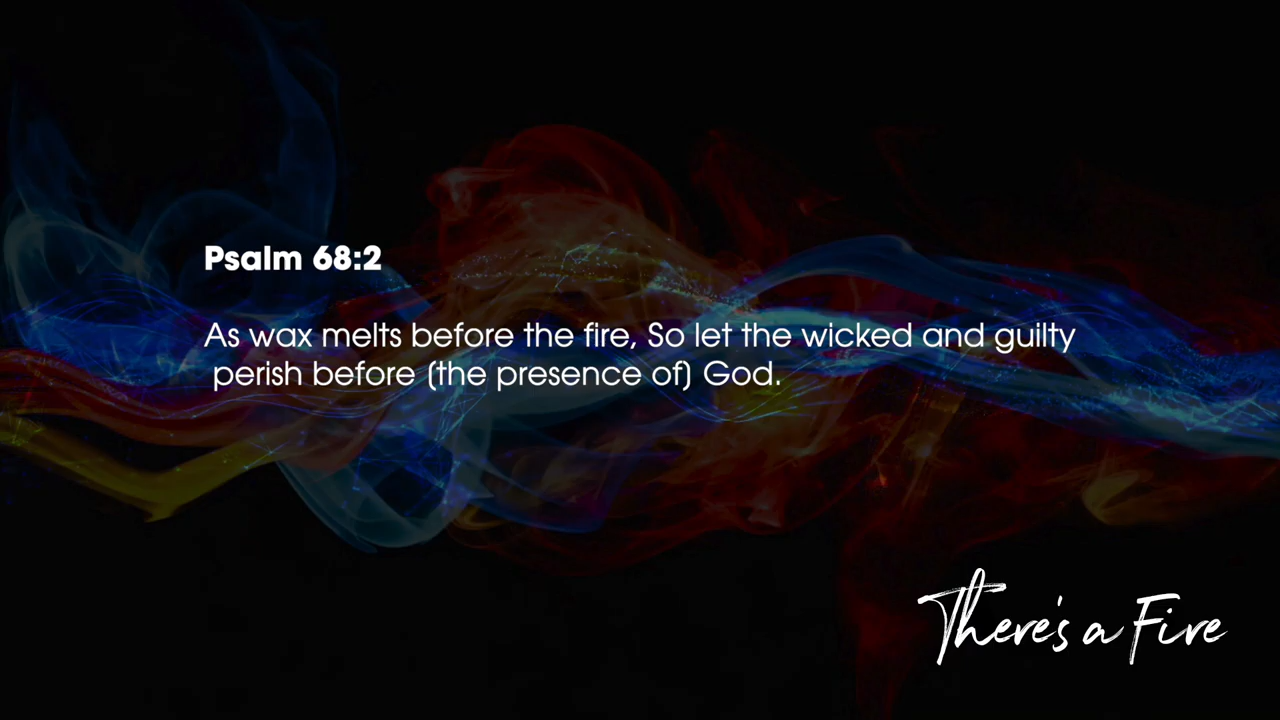 Psalm 68:2
As wax melts before the fire, So let the wicked and guilty
perish before (the presence of) God.
There's a Fire